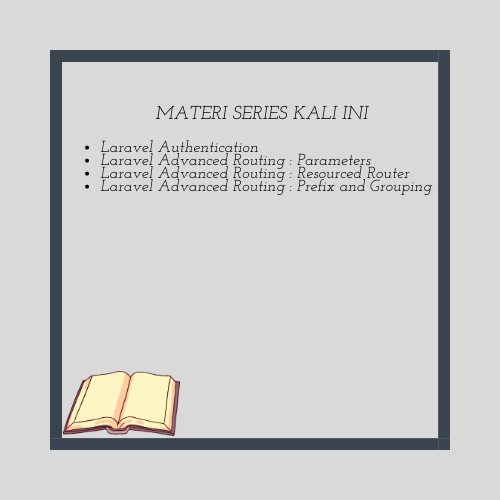 MATERI SERIES KALI INI
• Laravel Authentication
• Laravel Advanced Routing : Parameters
• Laravel Advanced Routing : Resourced Router
• Laravel Advanced Routing : Prefix and Grouping